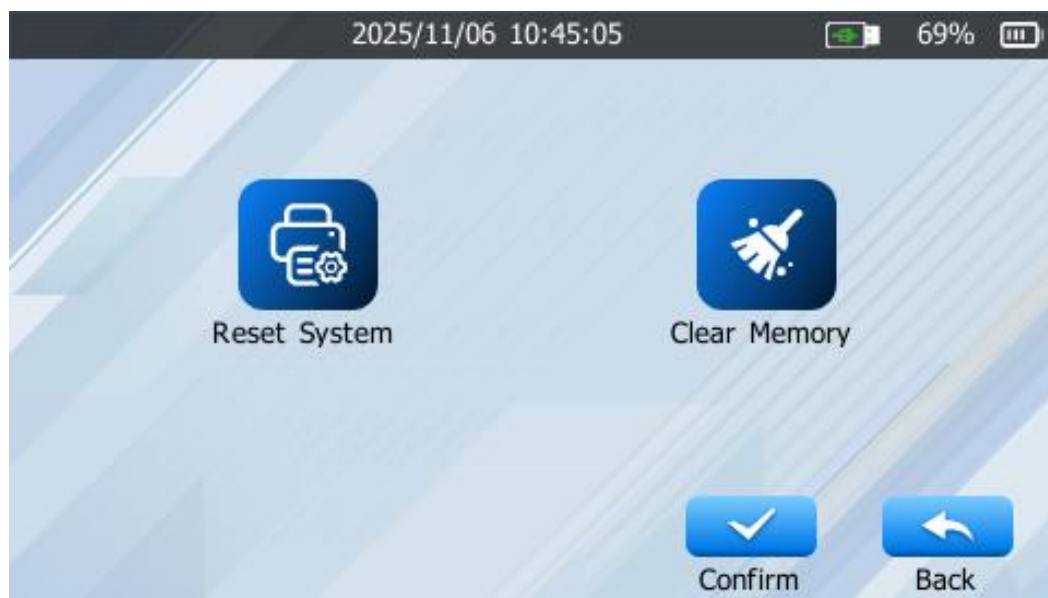 2025/11/06 10:45:05 69%
Reset System
Clear Memory
Confirm
Back